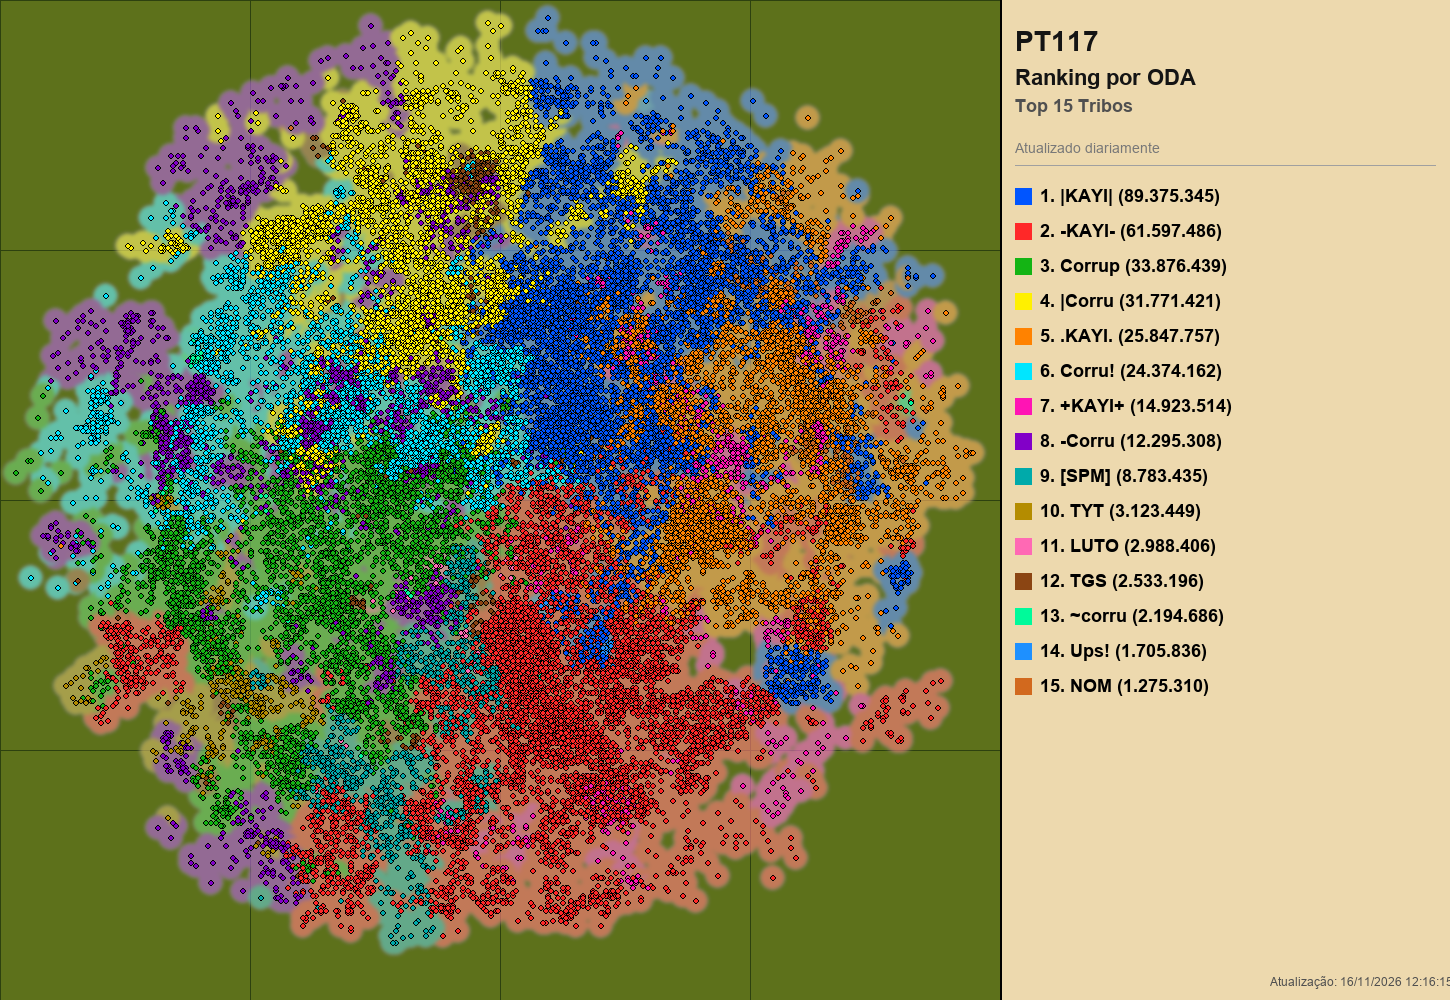 PT117
Ranking por ODA
Top 15 Tribos
Atualizado diariamente
1. |KAYI| (89.375.345)
2. -KAYI- (61.597.486)
3. Corrup (33.876.439)
4. |Corru (31.771.421)
5. .KAYI. (25.847.757)
6. Corru! (24.374.162)
7. +KAYI+ (14.923.514)
8. -Corru (12.295.308)
9. [SPM] (8.783.435)
10. TYT (3.123.449)
11. LUTO (2.988.406)
12. TGS (2.533.196)
13. ~corru (2.194.686)
14. Ups! (1.705.836)
15. NOM (1.275.310)
Atualização: 16/11/2026 12:16:15